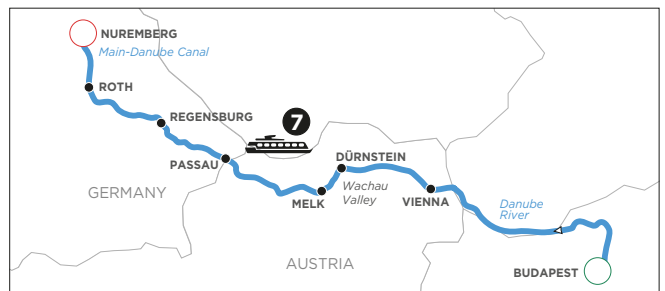 NUREMBERG
Main-Danube Canal
ROTH
REGENSBURG
7
PASSAU
DÜRNSTEIN
GERMANY
Wachau
Valley
MELK
VIENNA
Danube
River
AUSTRIA
BUDAPEST